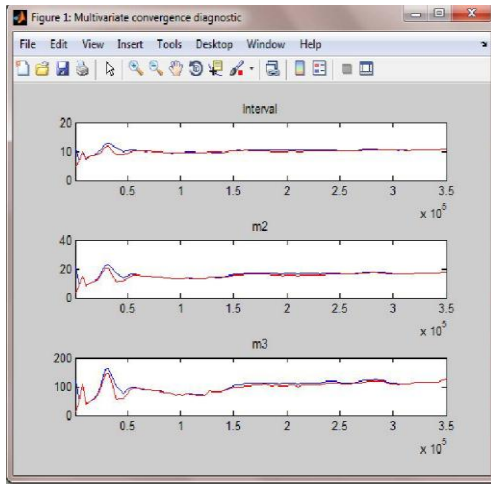 Figure 1: Multivariate convergence diagnostic
File Edit View Insert Tools Desktop Window Help
Interval
20
10
0
0.5 1 1.5 2 2.5 3 3.5
x 10^5
m2
40
20
0
0.5 1 1.5 2 2.5 3 3.5
x 10^5
m3
200
100
0
0.5 1 1.5 2 2.5 3 3.5
x 10^5